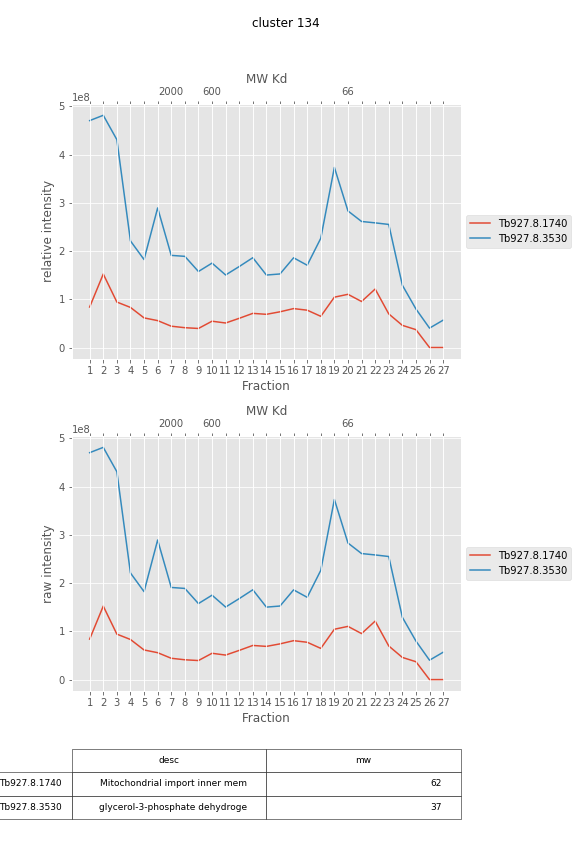 cluster 134
MW Kd
2000 600 66
1e8
5
4
3
2
1
0
relative intensity
1 2 3 4 5 6 7 8 9 10 11 12 13 14 15 16 17 18 19 20 21 22 23 24 25 26 27
Fraction
Tb927.8.1740
Tb927.8.3530
MW Kd
2000 600 66
1e8
5
4
3
2
1
0
raw intensity
1 2 3 4 5 6 7 8 9 10 11 12 13 14 15 16 17 18 19 20 21 22 23 24 25 26 27
Fraction
Tb927.8.1740
Tb927.8.3530
desc mw
Tb927.8.1740 Mitochondrial import inner mem 62
Tb927.8.3530 glycerol-3-phosphate dehydroge 37